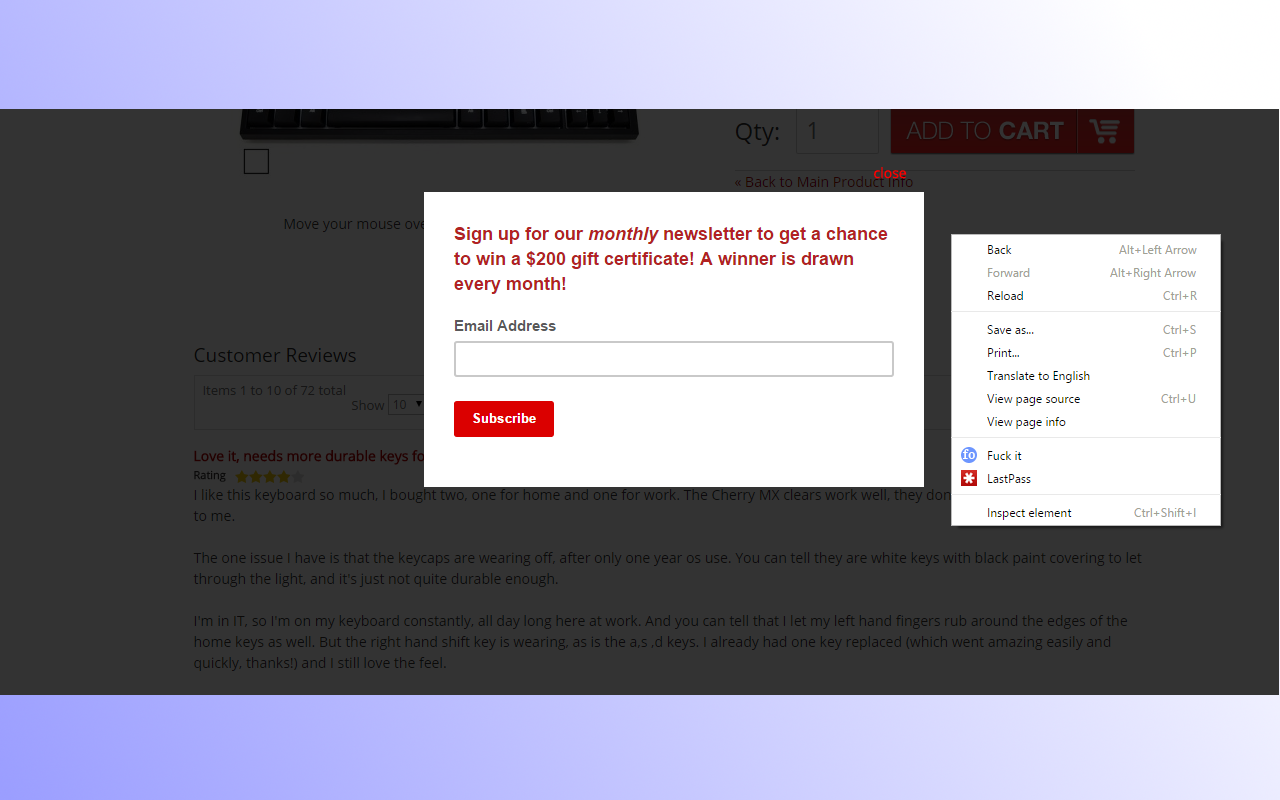 Qty: 1 ADD TO CART
close
« Back to Main Product Info
Move your mouse ove
Sign up for our monthly newsletter to get a chance
to win a $200 gift certificate! A winner is drawn
every month!
Email Address
Subscribe
Back Alt+Left Arrow
Forward Alt+Right Arrow
Reload Ctrl+R
Save as... Ctrl+S
Print... Ctrl+P
Translate to English
View page source Ctrl+U
View page info
fo Fuck it
LastPass
Inspect element Ctrl+Shift+I
Customer Reviews
Items 1 to 10 of 72 total
Show 10
Love it, needs more durable keys fo
Rating
I like this keyboard so much, I bought two, one for home and one for work. The Cherry MX clears work well, they don
to me.
The one issue I have is that the keycaps are wearing off, after only one year os use. You can tell they are white keys with black paint covering to let
through the light, and it's just not quite durable enough.
I'm in IT, so I'm on my keyboard constantly, all day long here at work. And you can tell that I let my left hand fingers rub around the edges of the
home keys as well. But the right hand shift key is wearing, as is the a,s ,d keys. I already had one key replaced (which went amazing easily and
quickly, thanks!) and I still love the feel.